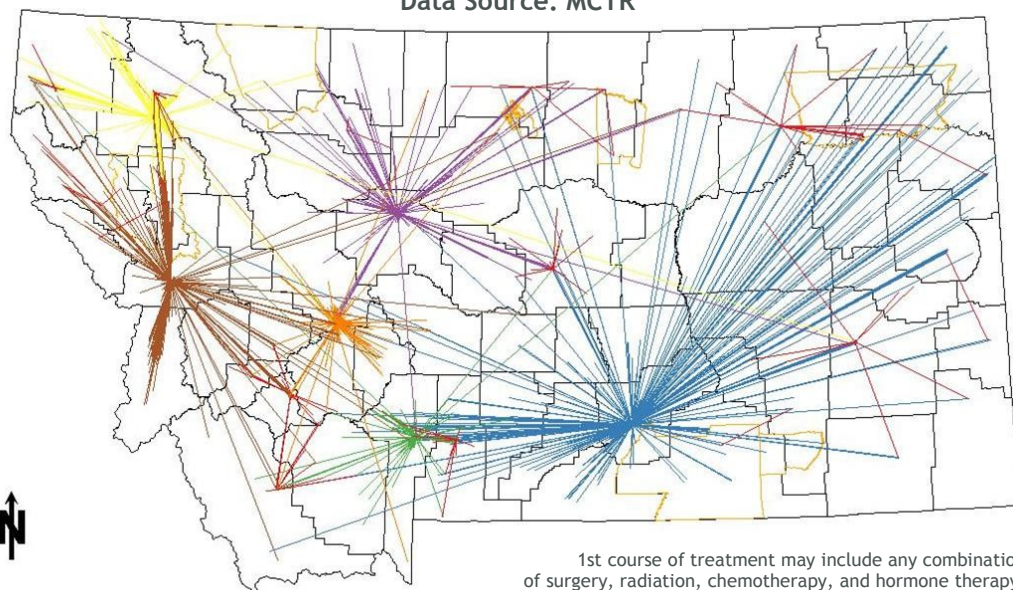 Data Source: MCTR
N
1st course of treatment may include any combinatio
of surgery, radiation, chemotherapy, and hormone therapy